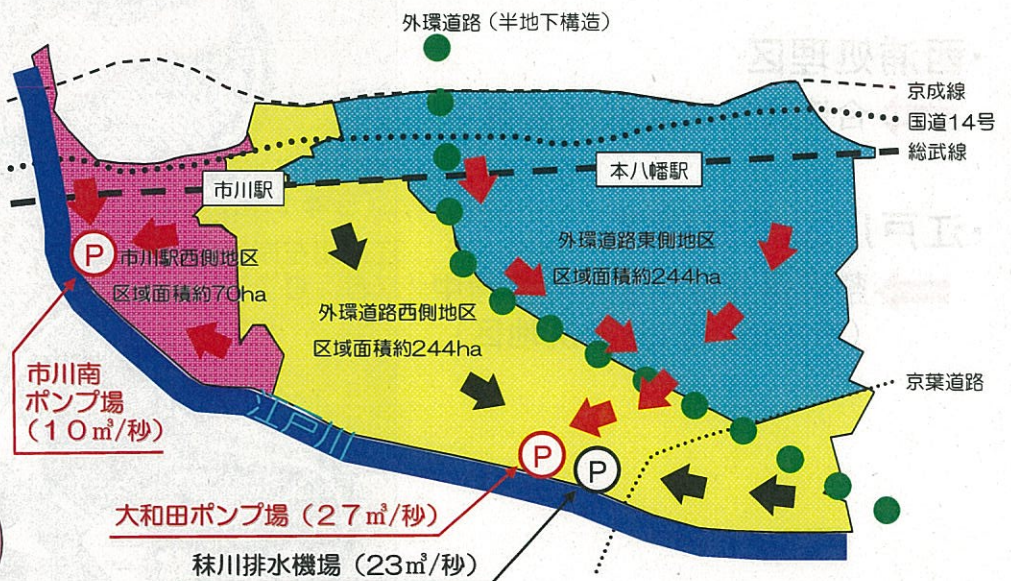 外環道路（半地下構造）
京成線
国道14号
総武線
市川駅
本八幡駅
P
市川駅西側地区
区域面積約70ha
外環道路東側地区
区域面積約244ha
外環道路西側地区
区域面積約244ha
市川南
ポンプ場
（10㎥/秒）
京葉道路
江戸川
P
P
大和田ポンプ場（27㎥/秒）
秣川排水機場（23㎥/秒）